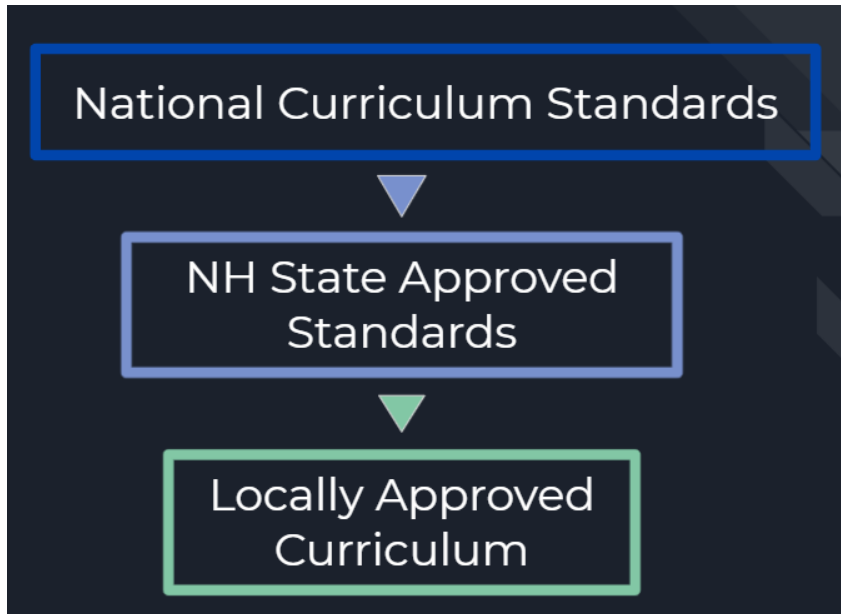 National Curriculum Standards
NH State Approved
Standards
Locally Approved
Curriculum